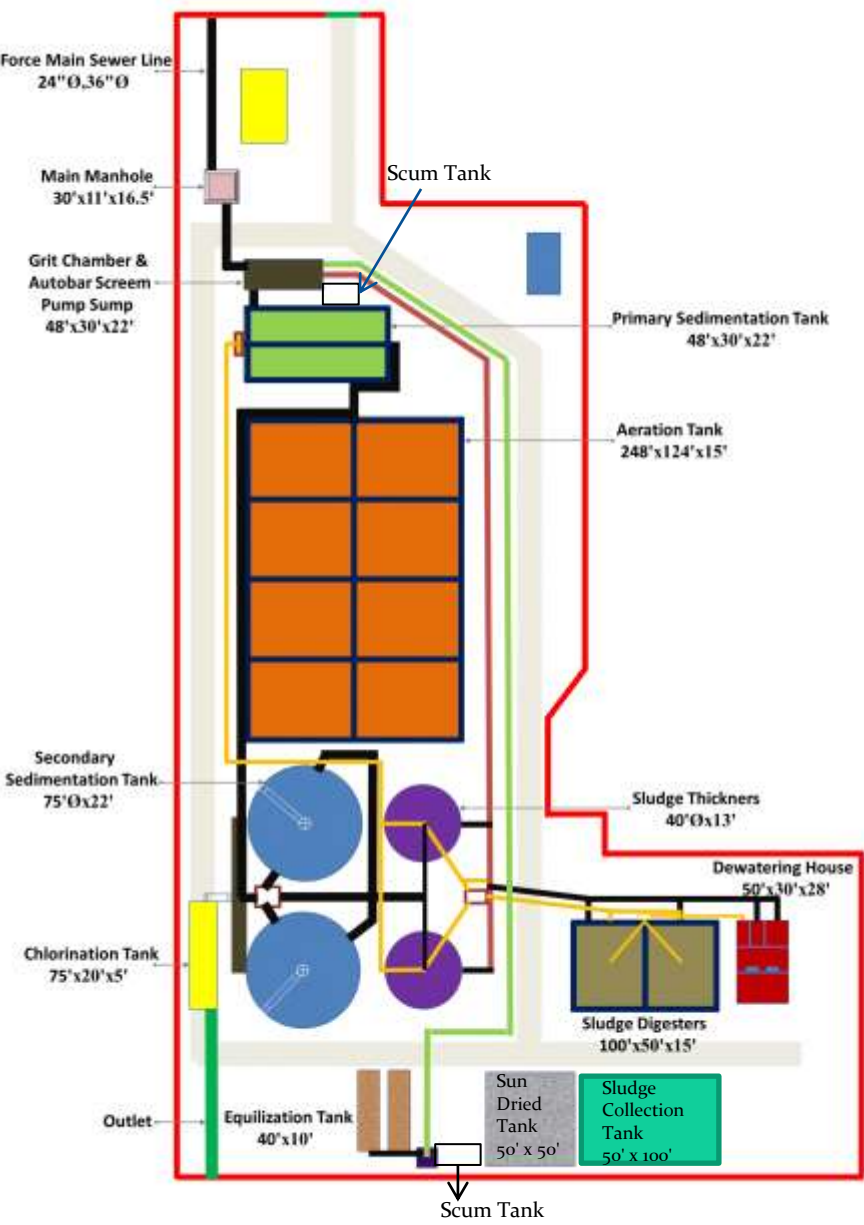 Force Main Sewer Line
24"Ø,36"Ø
Main Manhole
30'x11'x16.5'
Scum Tank
Grit Chamber &
Autobar Screem
Pump Sump
48'x30'x22'
Primary Sedimentation Tank
48'x30'x22'
Aeration Tank
248'x124'x15'
Secondary
Sedimentation Tank
75'Øx22'
Sludge Thickners
40'Øx13'
Dewatering House
50'x30'x28'
Chlorination Tank
75'x20'x5'
Sludge Digesters
100'x50'x15'
Outlet
Equilization Tank
40'x10'
Sun
Dried
Tank
50' x 50'
Sludge
Collection
Tank
50' x 100'
Scum Tank